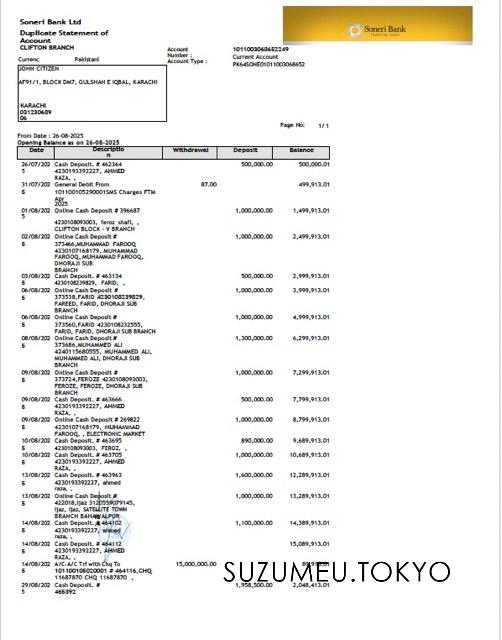 Soneri Bank Ltd
Soneri Bank
Duplicate Statement of
Account
CLIFTON BRANCH
Account
Number :
1011003068652249
Account Type :
Current Account
PK64SONE01011003068652
Currenc
Pakistani
JOHN CITIZEN
AF91/1, BLOCK DM7, GULSHAN E IQBAL, KARACHI
KARACHI
031230689
06
Page No: 1/1
From Date : 26-08-2025
Opening Balance as on 26-08-2025
Date Descriptio Withdrawal Deposit Balance
n
26/07/202 Cash Deposit. # 462364 500,000.00 500,000.01
5 4230193392227, AHMED
RAZA, ,
31/07/202 General Debit From 87.00 499,913.01
5 1011001052900015MS Charges FTM
Apr
2025
01/08/202 Online Cash Deposit # 396687 1,000,000.00 1,499,913.01
5
4230108093003, feroz shafi, ,
CLIFTON BLOCK - V BRANCH
02/08/202 Online Cash Deposit # 1,000,000.00 2,499,913.01
5 373466,MUHAMMAD FAROOQ
4230107168179, MUHAMMAD
FAROOQ, MUHAMMAD FAROOQ,
DHORAJI SUB
BRANCH
03/08/202 Cash Deposit. # 463134 500,000.00 2,999,913.01
5 4230108239829, FARID, ,
06/08/202 Online Cash Deposit # 1,000,000.00 3,999,913.01
5 373538,FARID 4230108239829,
FAREED, FARID, DHORAJI SUB
BRANCH
06/08/202 Online Cash Deposit # 1,000,000.00 4,999,913.01
5 373560,FARID 4230108232555,
FARID, FARID, DHORAJI SUB BRANCH
08/08/202 Online Cash Deposit # 1,300,000.00 6,299,913.01
5 373686,MUHAMMED ALI
4240115680555, MUHAMMED ALI,
MUHAMMED ALI, DHORAJI SUB
BRANCH
09/08/202 Online Cash Deposit # 1,000,000.00 7,299,913.01
5 373724,FEROZE 4230108093003,
FEROZE, FEROZE, DHORAJI SUB
BRANCH
09/08/202 Cash Deposit. # 463666 500,000.00 7,799,913.01
5 4230193392227, AHMED
RAZA, ,
09/08/202 Online Cash Deposit # 269822 1,000,000.00 8,799,913.01
5 4230107168179, MUHAMMAD
FAROOQ, , ELECTRONIC MARKET
10/08/202 Cash Deposit. # 463695 890,000.00 9,689,913.01
5 4230108093003, FEROZ, ,
10/08/202 Cash Deposit. # 463705 1,000,000.00 10,689,913.01
5 4230193392227, AHMED
RAZA, ,
13/08/202 Cash Deposit. # 463963 1,600,000.00 12,289,913.01
5 4230193392227, ahmed
raza, ,
13/08/202 Online Cash Deposit # 1,000,000.00 13,289,913.01
5 422018,ijaz 3120559079145,
ijaz, ijaz, SATELLITE TOWN
BRANCH BAHAWALPUR
14/08/202 Cash Deposit. # 464102 1,100,000.00 14,389,913.01
5 4230193392227, ahmed
raza, ,
14/08/202 Cash Deposit. # 464112 15,089,913.01
5 4230193392227, AHMED
RAZA, ,
14/08/202 A/C-A/C Trf with Chq To 15,000,000.00
5 101100105020001 # 464116,CHQ
11687870 CHQ 11687870 ,
29/08/202 Cash Deposit. # 1,958,500.00 2,048,413.01
5 465392
SUZUMEU.TOKYO